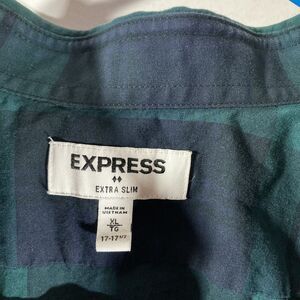 EXPRESS
EXTRA SLIM
MADE IN
VIETNAM
XL
TG
17-17 1/2